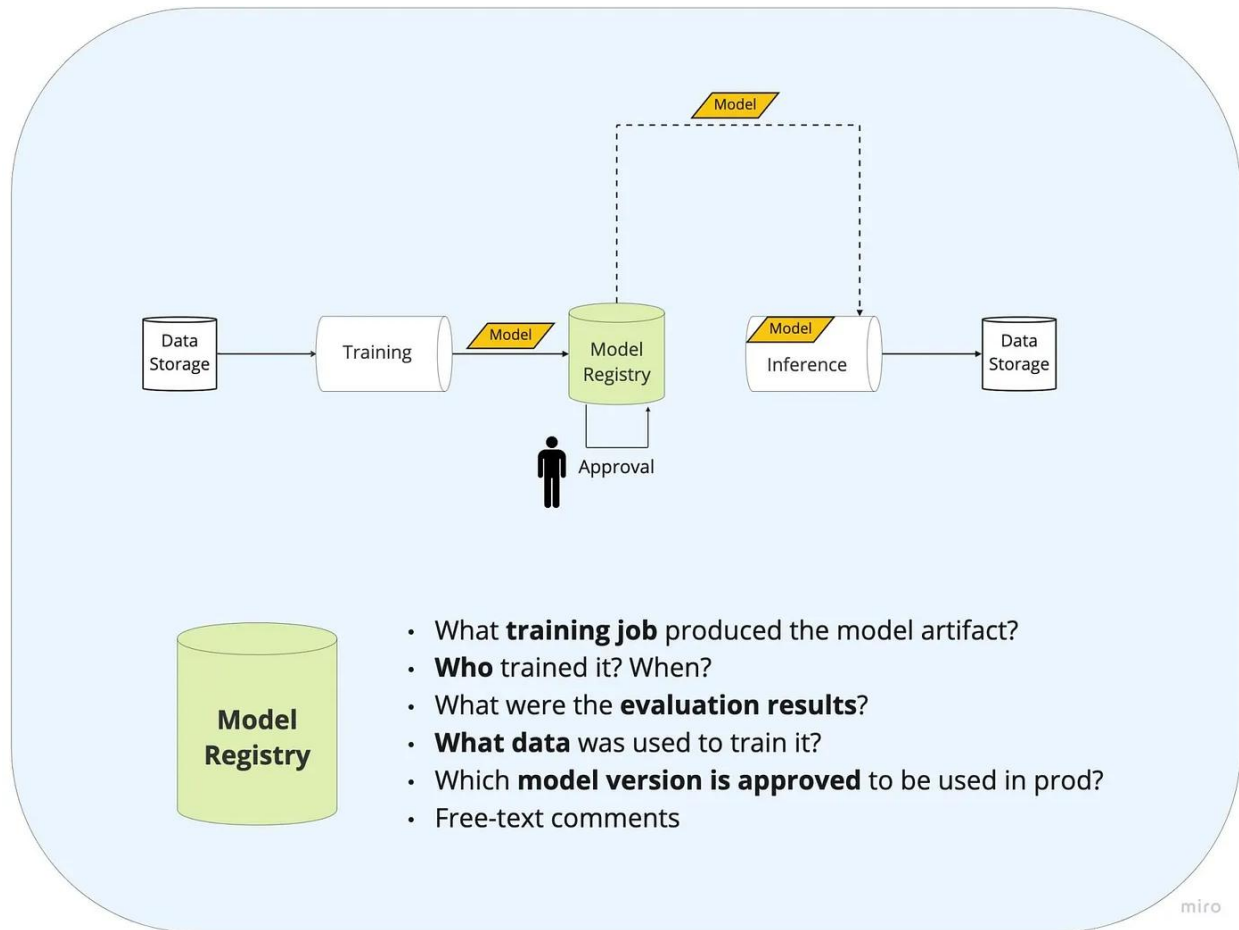 Model
Data
Storage
Training
Model
Model
Registry
Model
Inference
Data
Storage
Approval
Model
Registry
• What training job produced the model artifact?
• Who trained it? When?
• What were the evaluation results?
• What data was used to train it?
• Which model version is approved to be used in prod?
• Free-text comments
miro